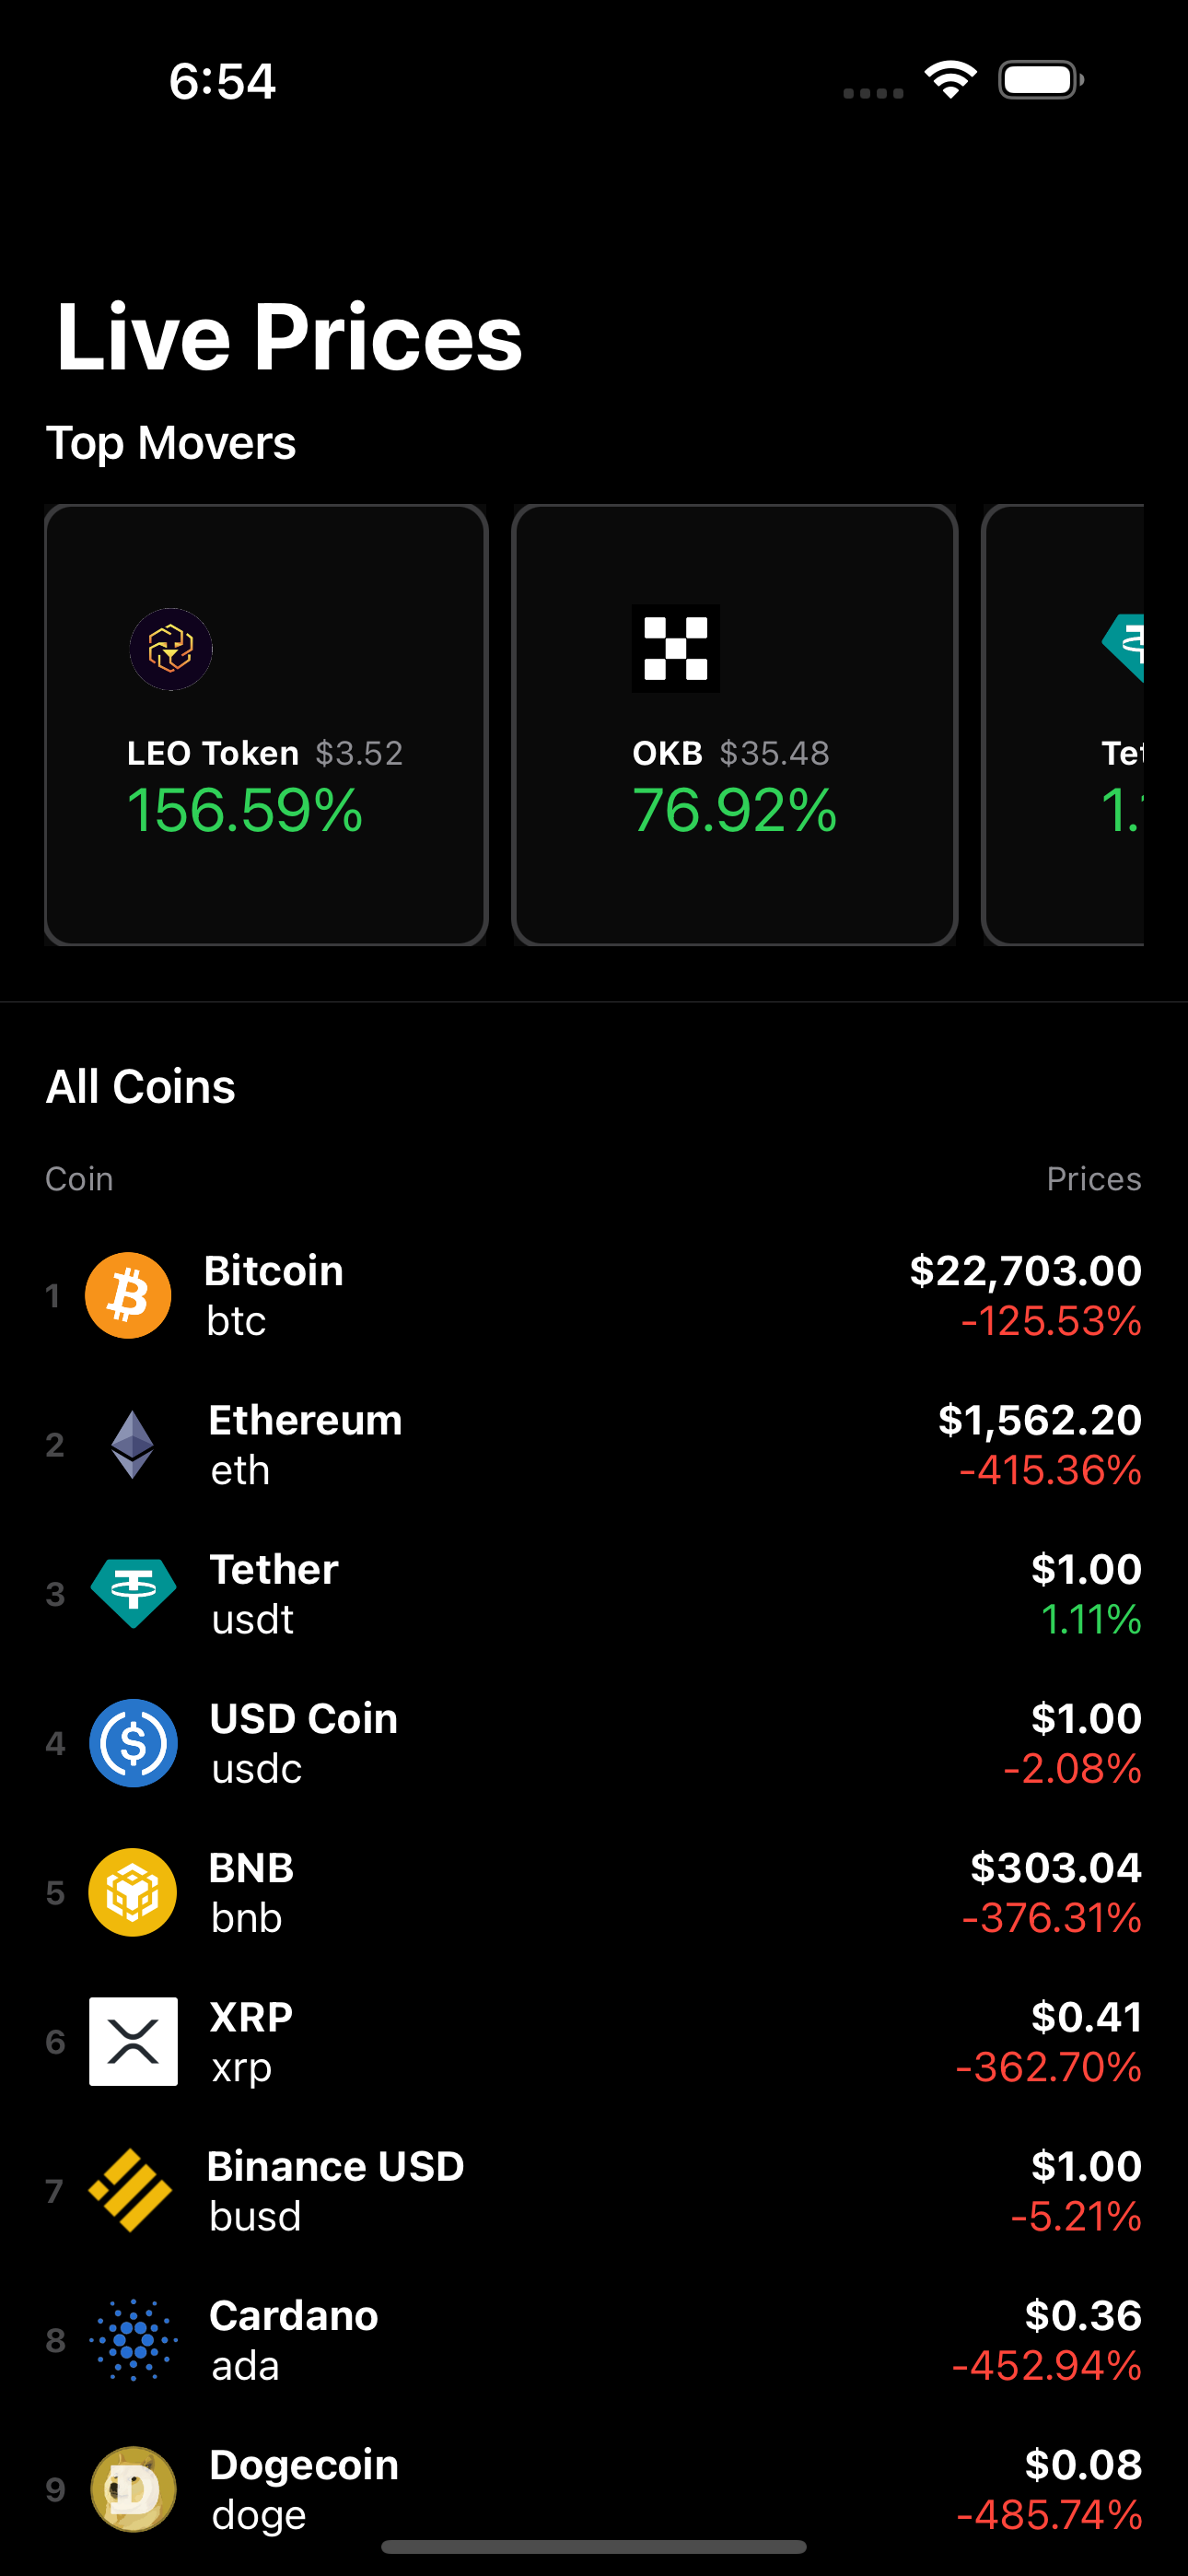 6:54
Live Prices
Top Movers
LEO Token $3.52
156.59%
OKB $35.48
76.92%
All Coins
Coin Prices
1 Bitcoin $22,703.00
btc -125.53%
2 Ethereum $1,562.20
eth -415.36%
3 Tether $1.00
usdt 1.11%
4 USD Coin $1.00
usdc -2.08%
5 BNB $303.04
bnb -376.31%
6 XRP $0.41
xrp -362.70%
7 Binance USD $1.00
busd -5.21%
8 Cardano $0.36
ada -452.94%
9 Dogecoin $0.08
doge -485.74%